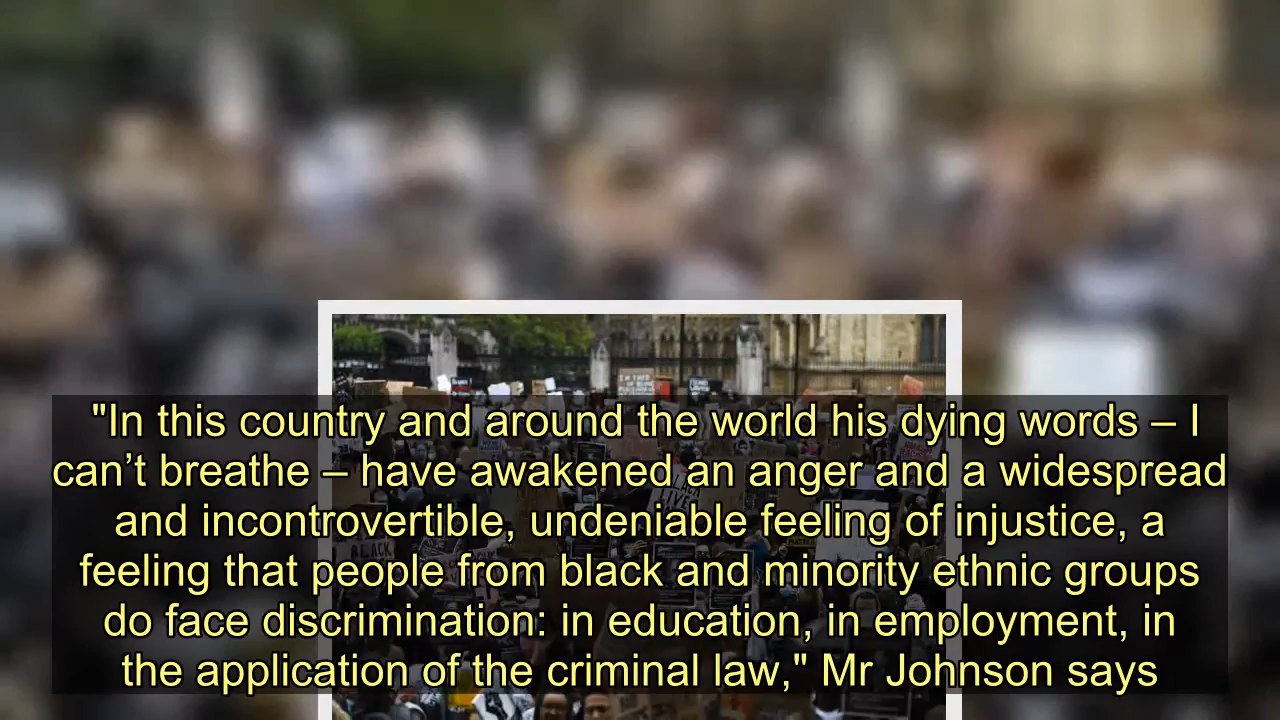 "In this country and around the world his dying words – I
can’t breathe – have awakened an anger and a widespread
and incontrovertible, undeniable feeling of injustice, a
feeling that people from black and minority ethnic groups
do face discrimination: in education, in employment, in
the application of the criminal law," Mr Johnson says